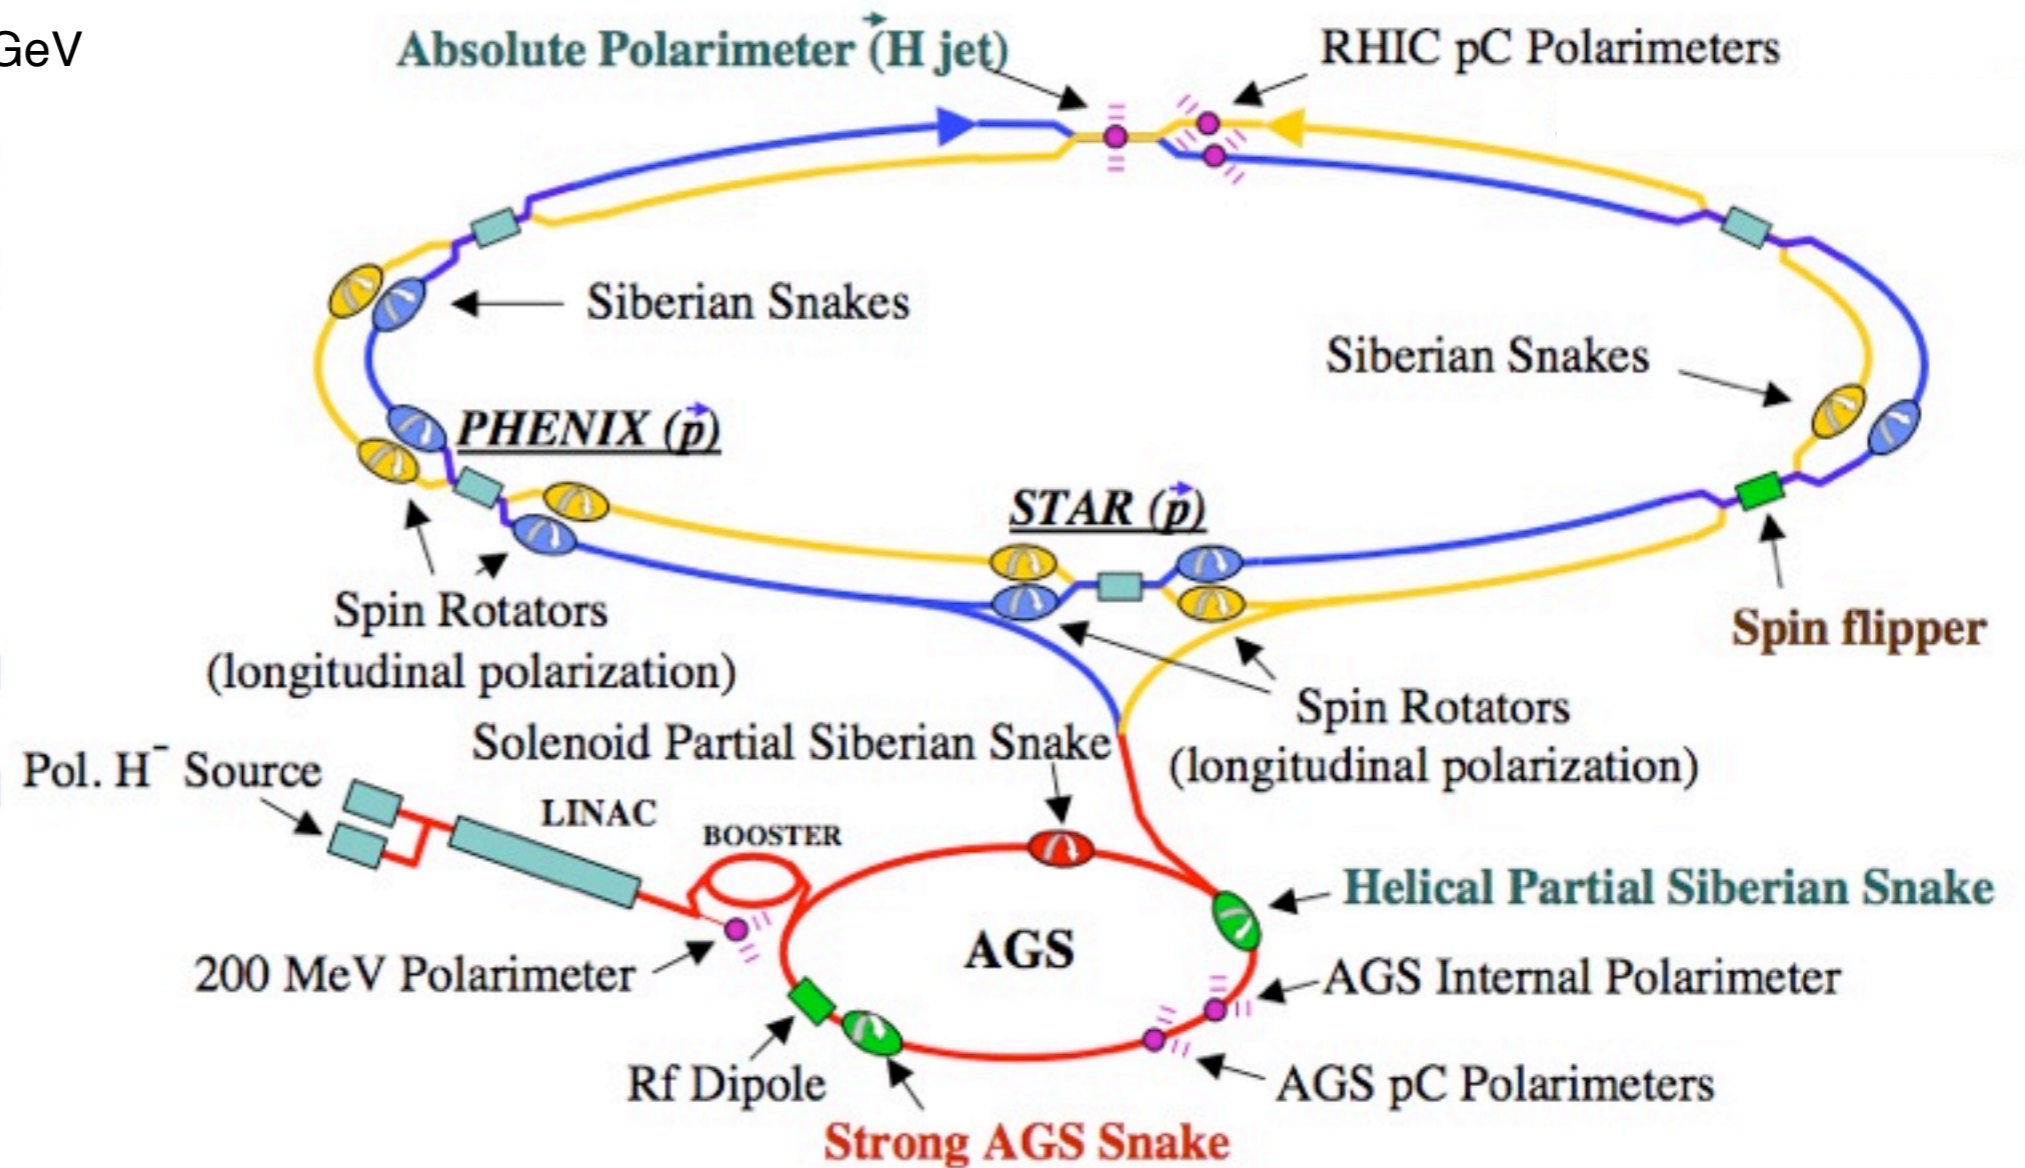 GeV
Absolute Polarimeter (H jet)
RHIC pC Polarimeters
Siberian Snakes
Siberian Snakes
PHENIX (p)
STAR (p)
Spin Rotators
(longitudinal polarization)
Spin flipper
Spin Rotators
(longitudinal polarization)
Solenoid Partial Siberian Snake
Pol. H⁻ Source
LINAC
BOOSTER
Helical Partial Siberian Snake
200 MeV Polarimeter
AGS
AGS Internal Polarimeter
Rf Dipole
AGS pC Polarimeters
Strong AGS Snake